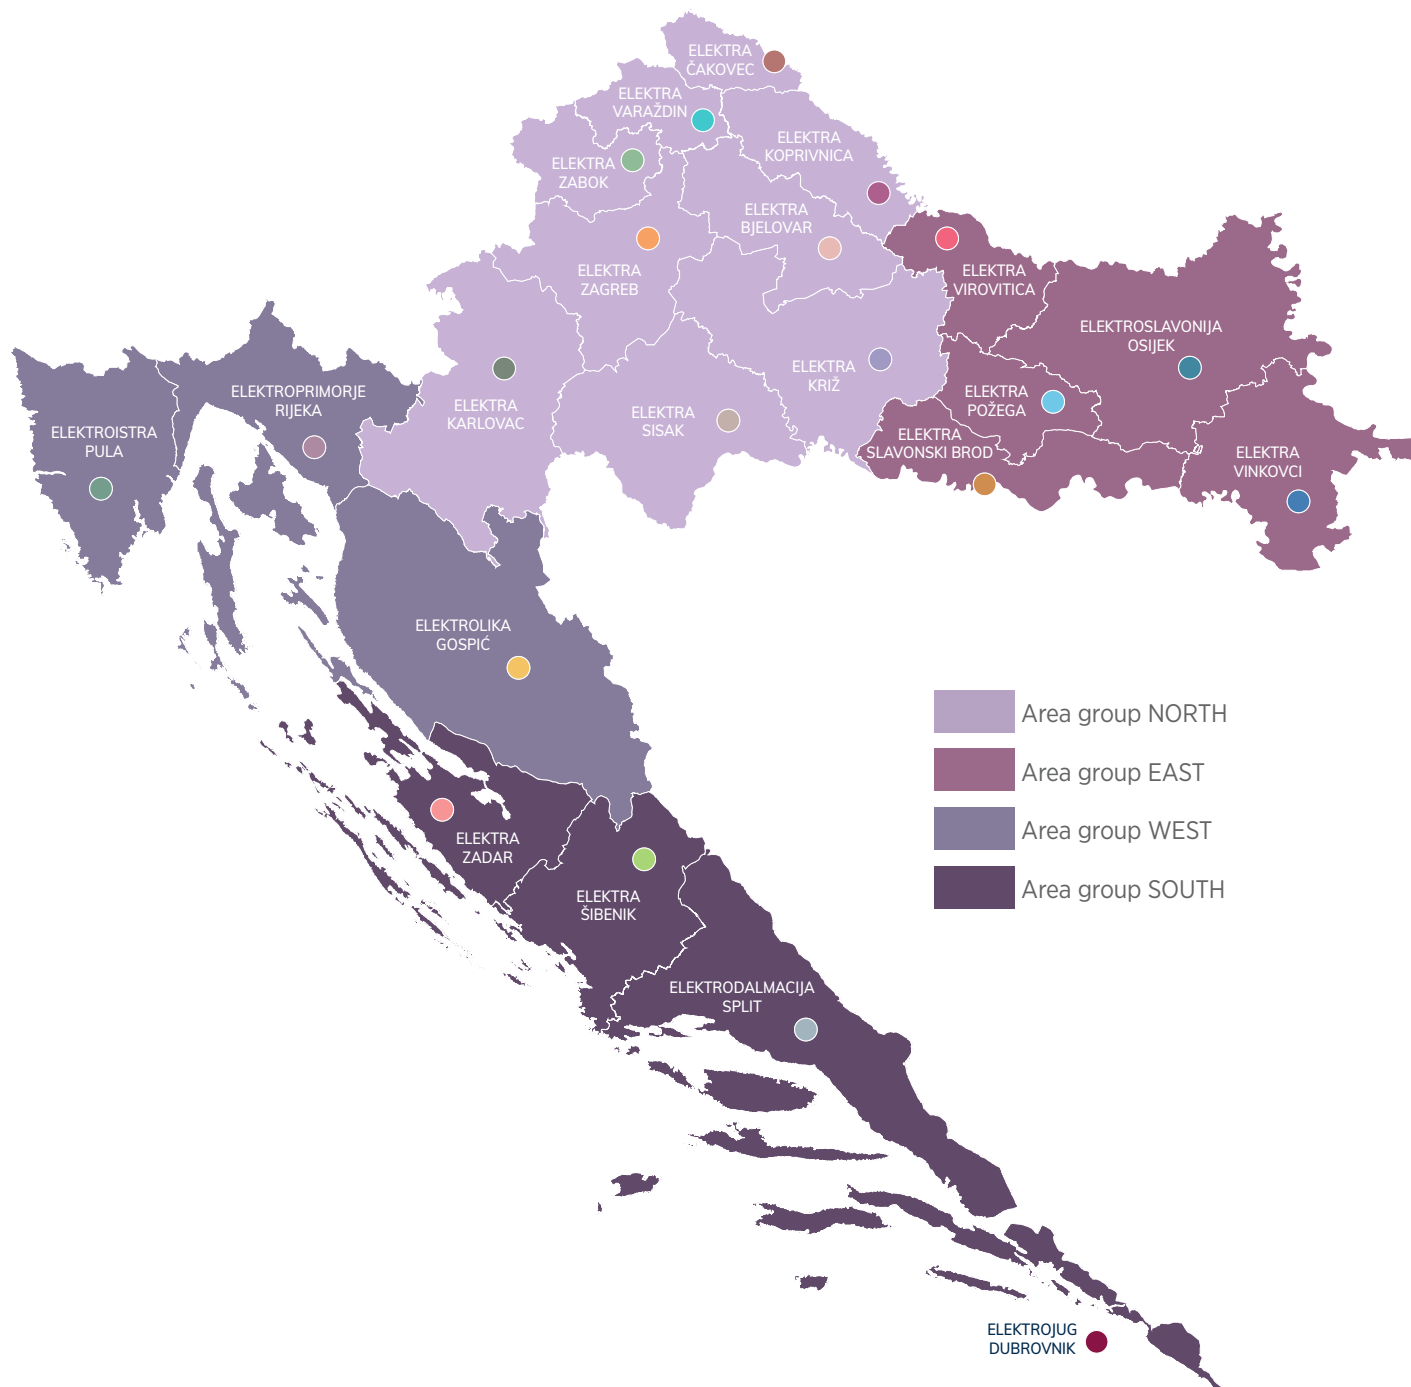 ELEKTRA
ČAKOVEC
ELEKTRA
VARAŽDIN
ELEKTRA
KOPRIVNICA
ELEKTRA
ZABOK
ELEKTRA
BJELOVAR
ELEKTRA
ZAGREB
ELEKTRA
VIROVITICA
ELEKTROSLAVONIJA
OSIJEK
ELEKTRA
KRIŽ
ELEKTRA
POŽEGA
ELEKTROPRIMORJE
RIJEKA
ELEKTRA
KARLOVAC
ELEKTRA
SISAK
ELEKTROISTRA
PULA
ELEKTRA
SLAVONSKI BROD
ELEKTRA
VINKOVCI
ELEKTROLIKA
GOSPIĆ
Area group NORTH
Area group EAST
Area group WEST
Area group SOUTH
ELEKTRA
ZADAR
ELEKTRA
ŠIBENIK
ELEKTRODALMACIJA
SPLIT
ELEKTROJUG
DUBROVNIK